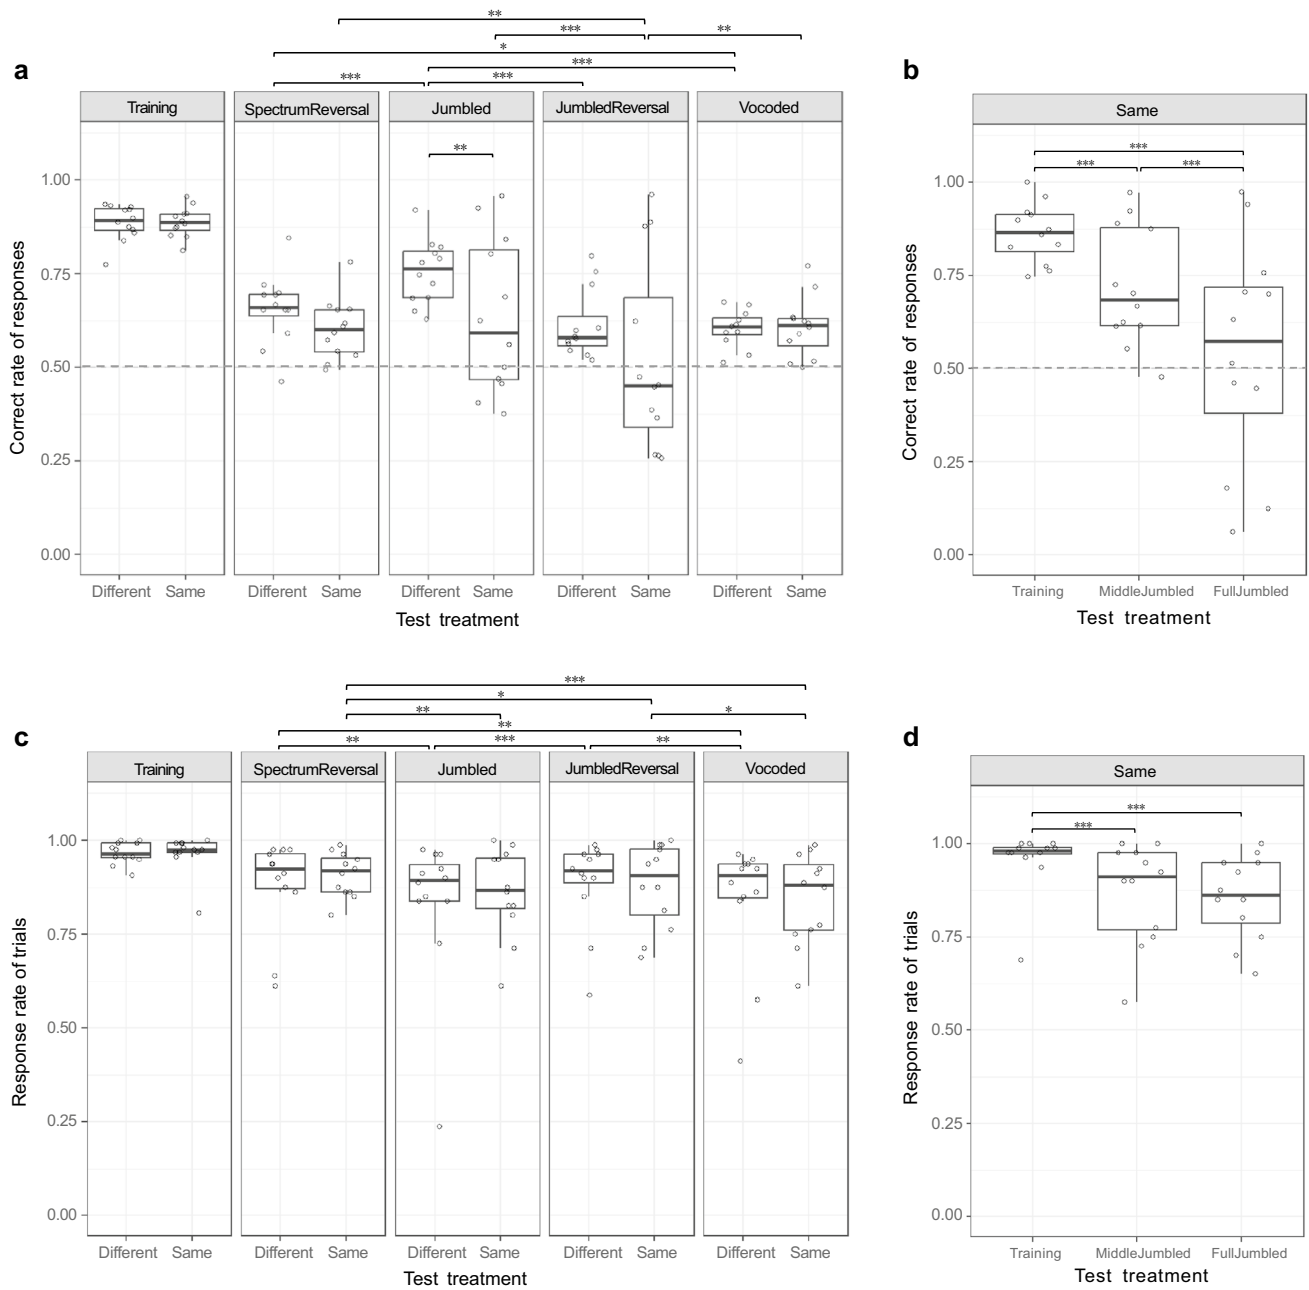 **
***
**
*
***
***
***
a
Training
SpectrumReversal
Jumbled
JumbledReversal
Vocoded
**
1.00
0.75
0.50
0.25
0.00
Correct rate of responses
Different Same Different Same Different Same Different Same Different Same
Test treatment
b
Same
***
***
***
1.00
0.75
0.50
0.25
0.00
Correct rate of responses
Training MiddleJumbled FullJumbled
Test treatment
***
*
**
*
**
**
***
**
c
Training
SpectrumReversal
Jumbled
JumbledReversal
Vocoded
1.00
0.75
0.50
0.25
0.00
Response rate of trials
Different Same Different Same Different Same Different Same Different Same
Test treatment
d
Same
***
***
1.00
0.75
0.50
0.25
0.00
Response rate of trials
Training MiddleJumbled FullJumbled
Test treatment